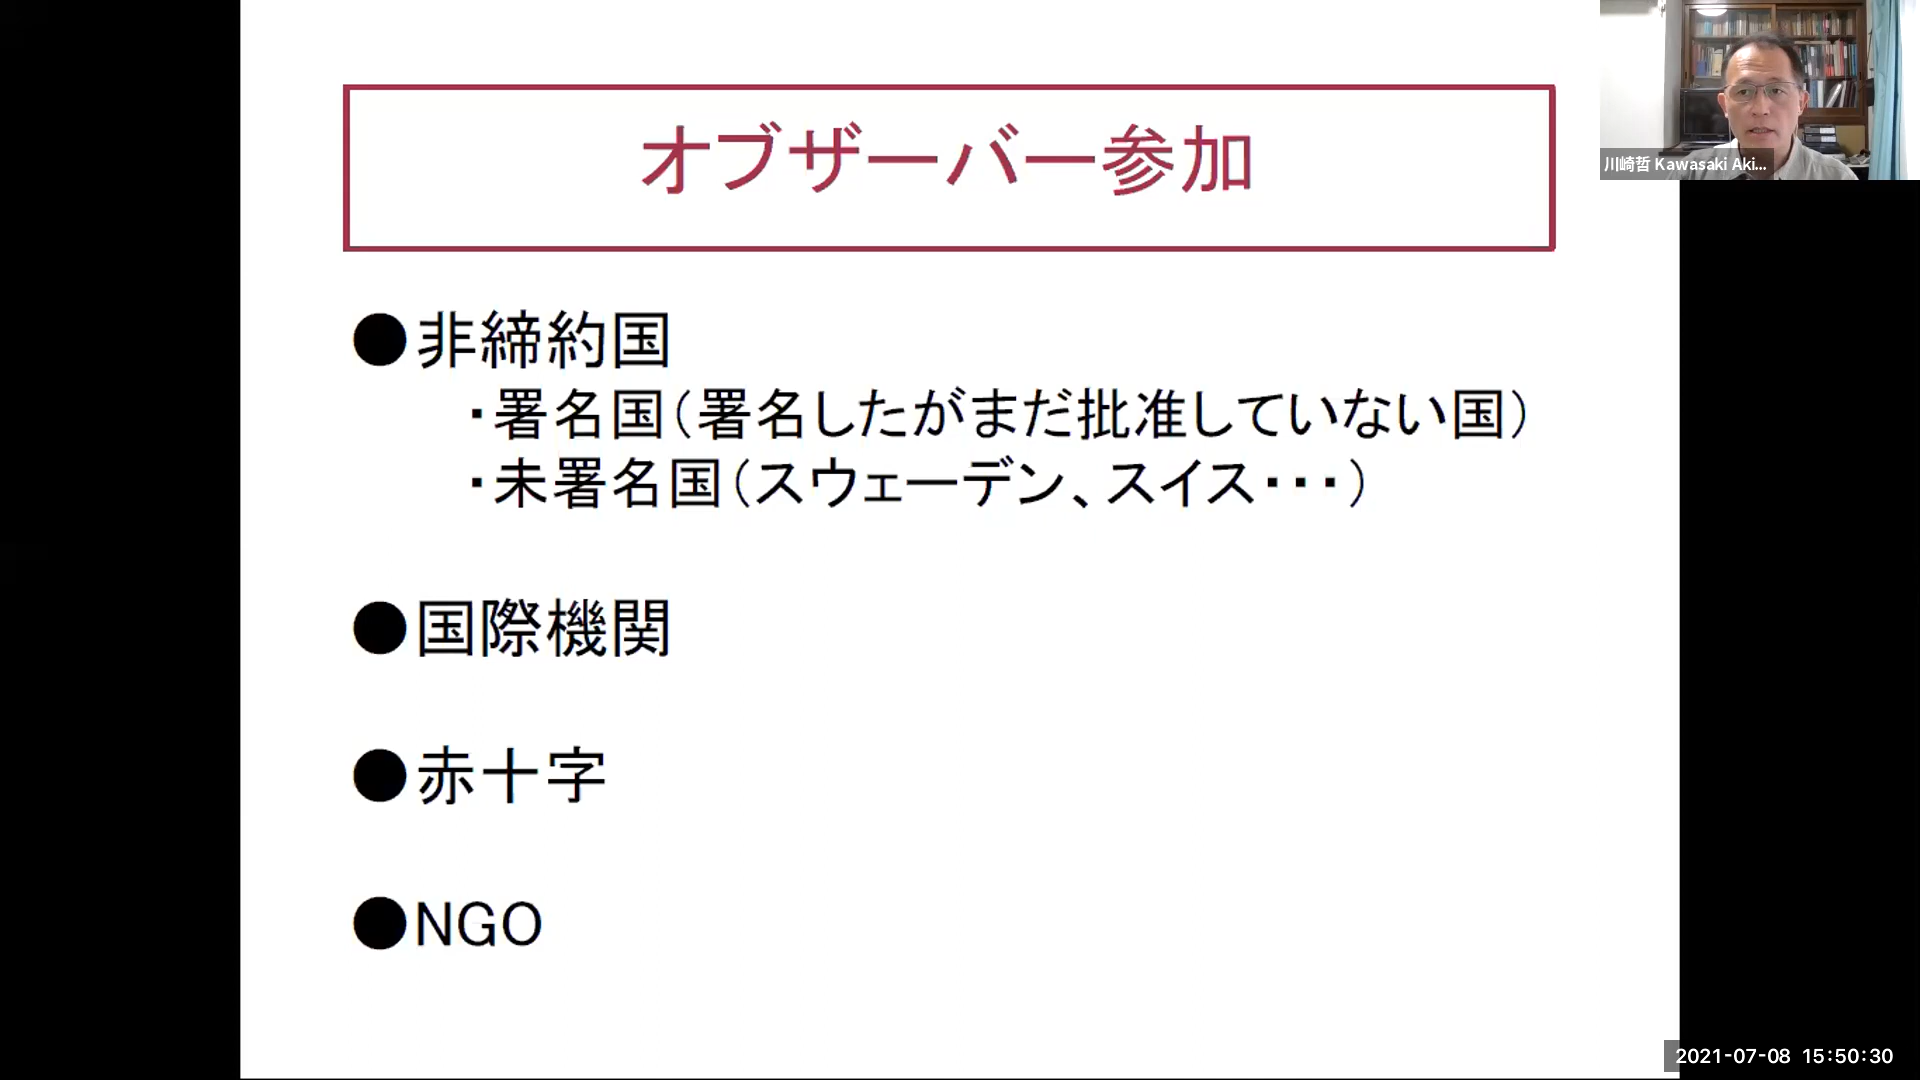 オブザーバー参加
●非締約国
・署名国（署名したがまだ批准していない国）
・未署名国（スウェーデン、スイス・・・）
●国際機関
●赤十字
●NGO
川崎哲 Kawasaki Aki...
2021-07-08 15:50:30